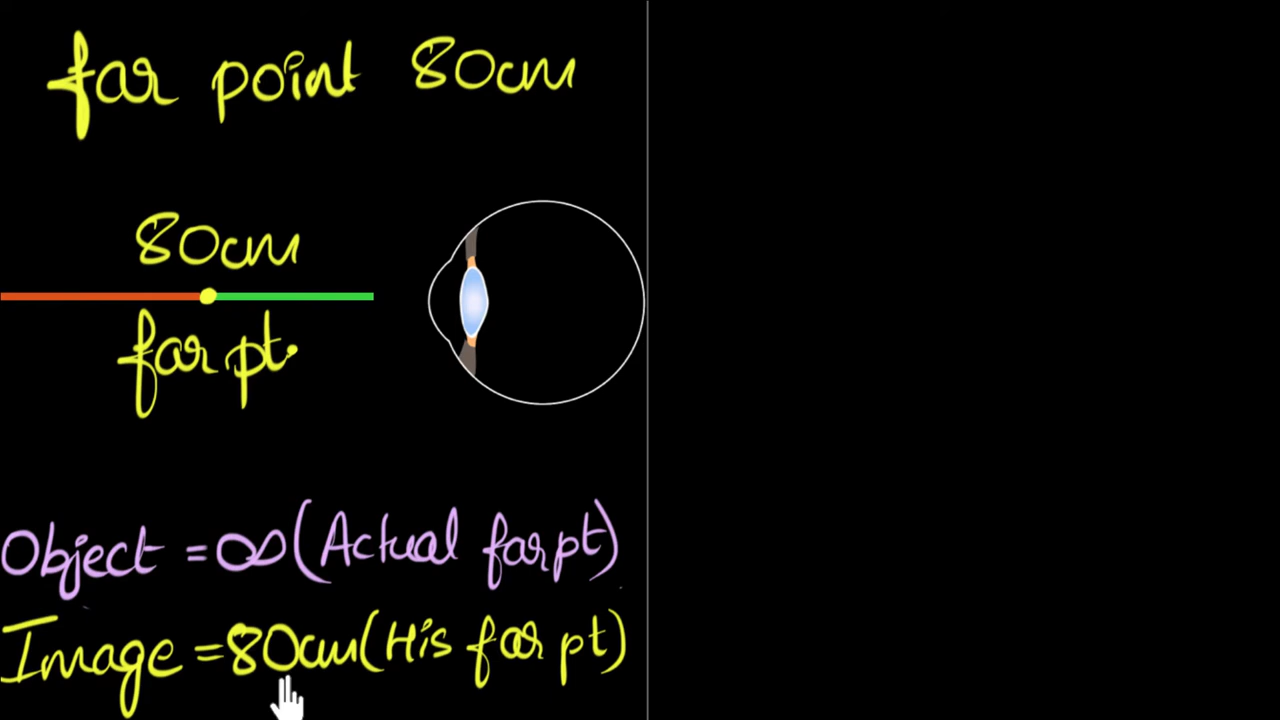 far point 80cm
80cm
far pt.
Object = ∞ (Actual far pt)
Image = 80cm (His far pt)